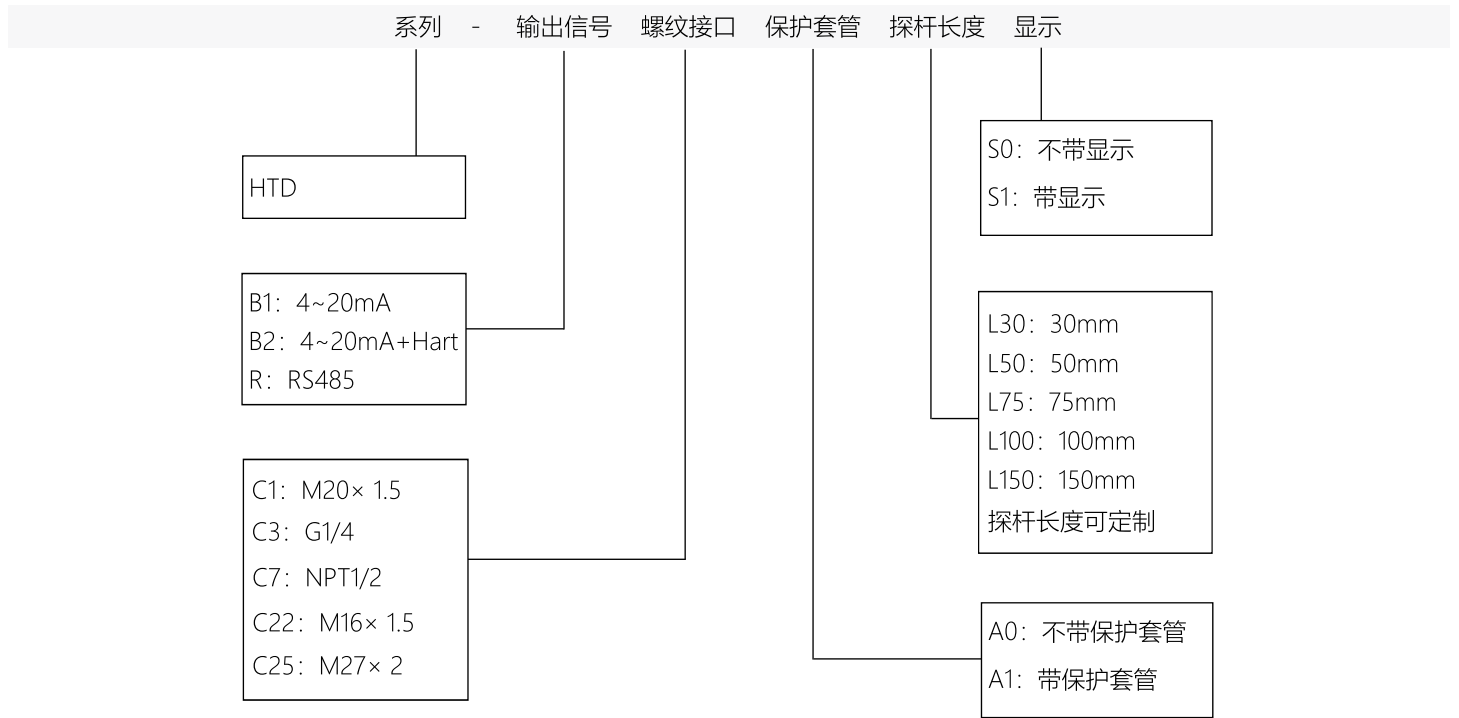 系列 - 输出信号 螺纹接口 保护套管 探杆长度 显示
HTD
B1：4~20mA
B2：4~20mA+Hart
R：RS485
C1：M20× 1.5
C3：G1/4
C7：NPT1/2
C22：M16× 1.5
C25：M27× 2
S0：不带显示
S1：带显示
L30：30mm
L50：50mm
L75：75mm
L100：100mm
L150：150mm
探杆长度可定制
A0：不带保护套管
A1：带保护套管